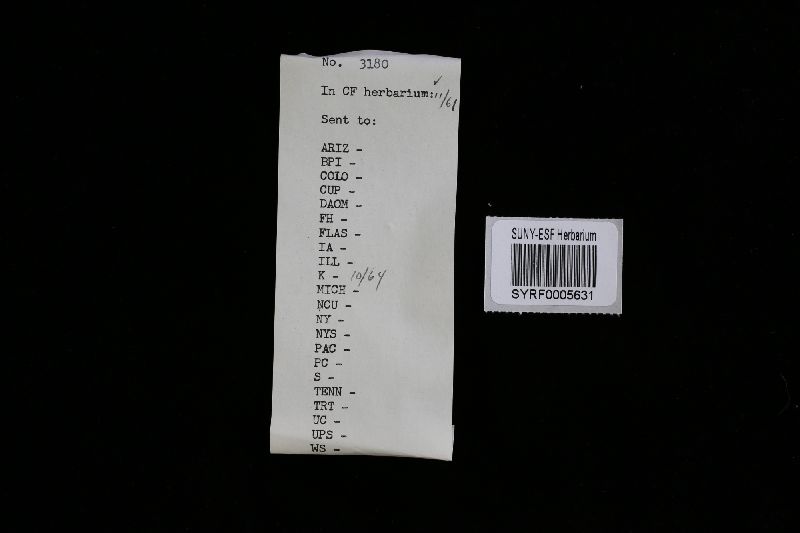 No. 3180
In CF herbarium: 11/61
Sent to:
ARIZ -
BPI -
COLO -
CUP -
DAOM -
FH -
FLAS -
IA -
ILL -
K - 10/64
MICH -
NCU -
NY -
NYS -
PAC -
PC -
S -
TENN -
TRT -
UC -
UPS -
WS -
SUNY-ESF Herbarium
SYRF0005631